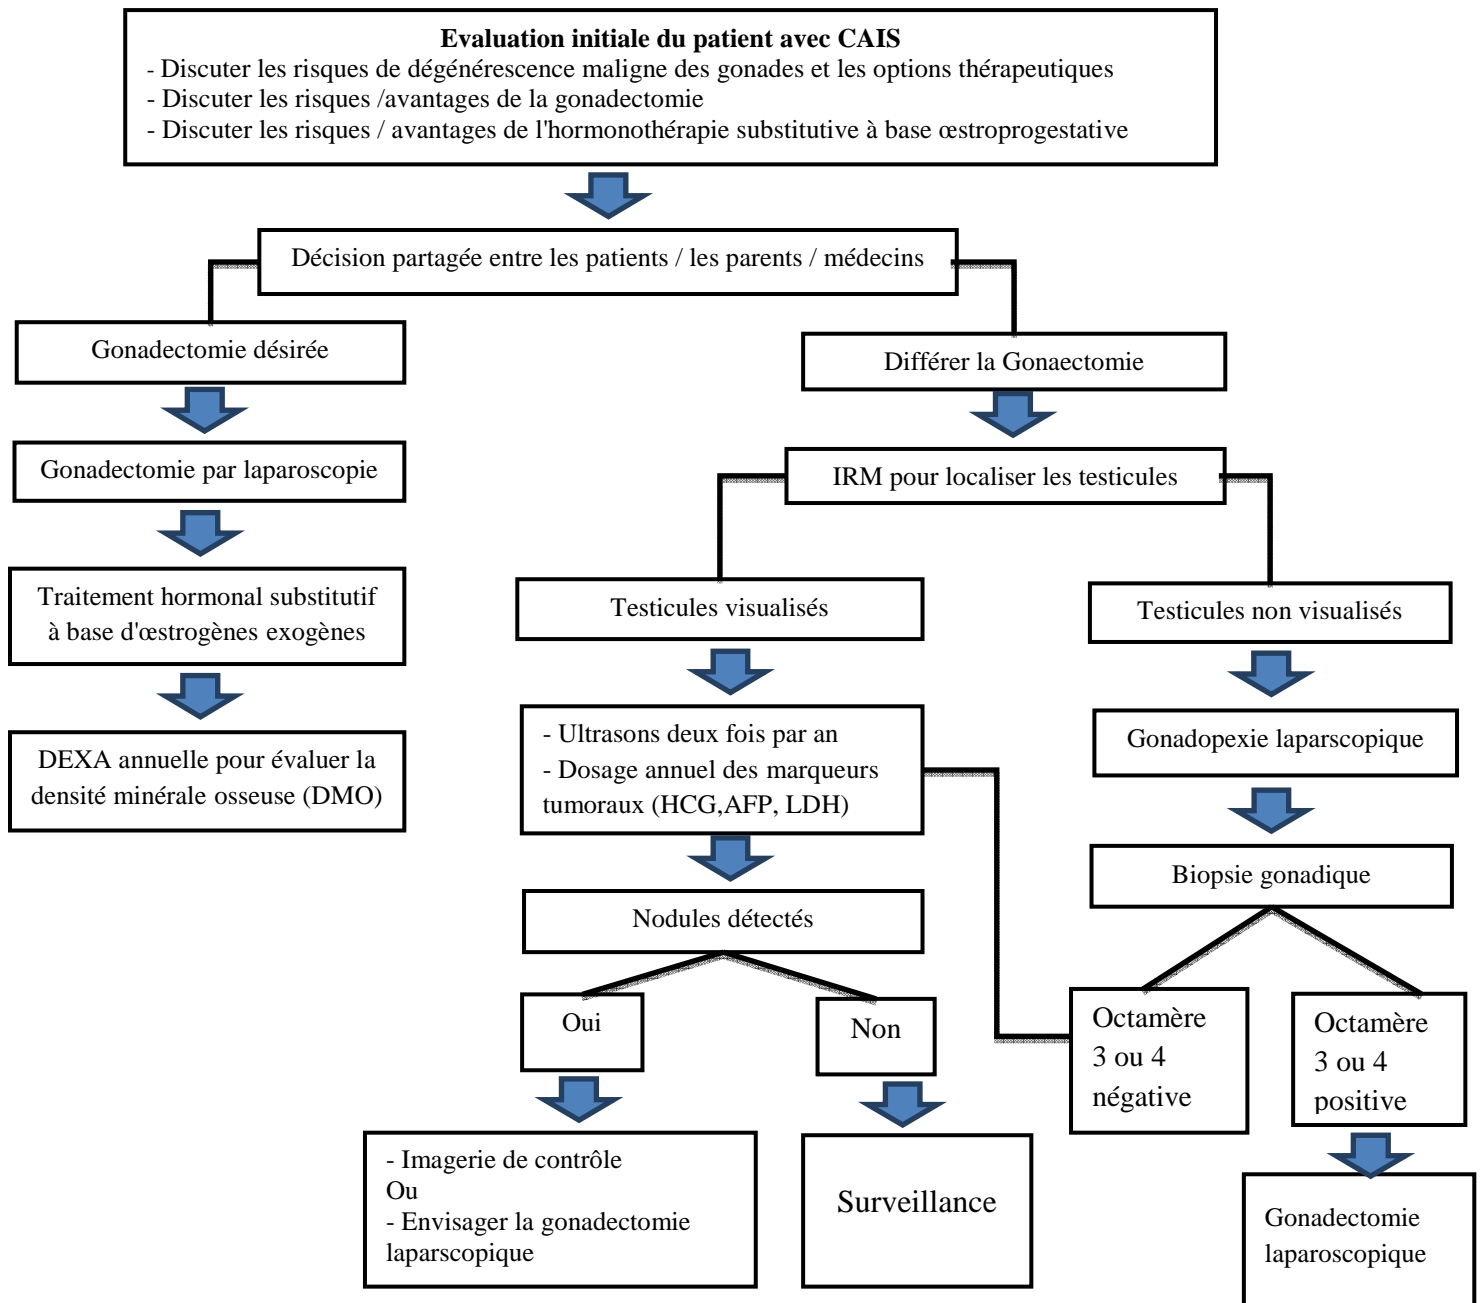 Evaluation initiale du patient avec CAIS
- Discuter les risques de dégénérescence maligne des gonades et les options thérapeutiques
- Discuter les risques /avantages de la gonadectomie
- Discuter les risques / avantages de l'hormonothérapie substitutive à base œstroprogestative
Décision partagée entre les patients / les parents / médecins
Gonadectomie désirée
Différer la Gonaectomie
Gonadectomie par laparoscopie
IRM pour localiser les testicules
Traitement hormonal substitutif
à base d'œstrogènes exogènes
Testicules visualisés
Testicules non visualisés
DEXA annuelle pour évaluer la
densité minérale osseuse (DMO)
- Ultrasons deux fois par an
- Dosage annuel des marqueurs
tumoraux (HCG,AFP, LDH)
Gonadopexie laparscopique
Nodules détectés
Biopsie gonadique
Oui
Non
Octamère
3 ou 4
négative
Octamère
3 ou 4
positive
- Imagerie de contrôle
Ou
- Envisager la gonadectomie
laparscopique
Surveillance
Gonadectomie
laparoscopique